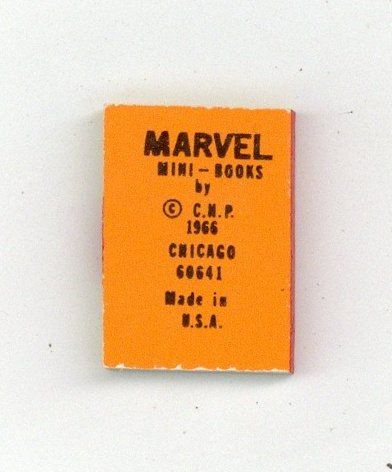 MARVEL
MINI-BOOKS
by
© C.N.P.
1966
CHICAGO
60641
Made in
U.S.A.